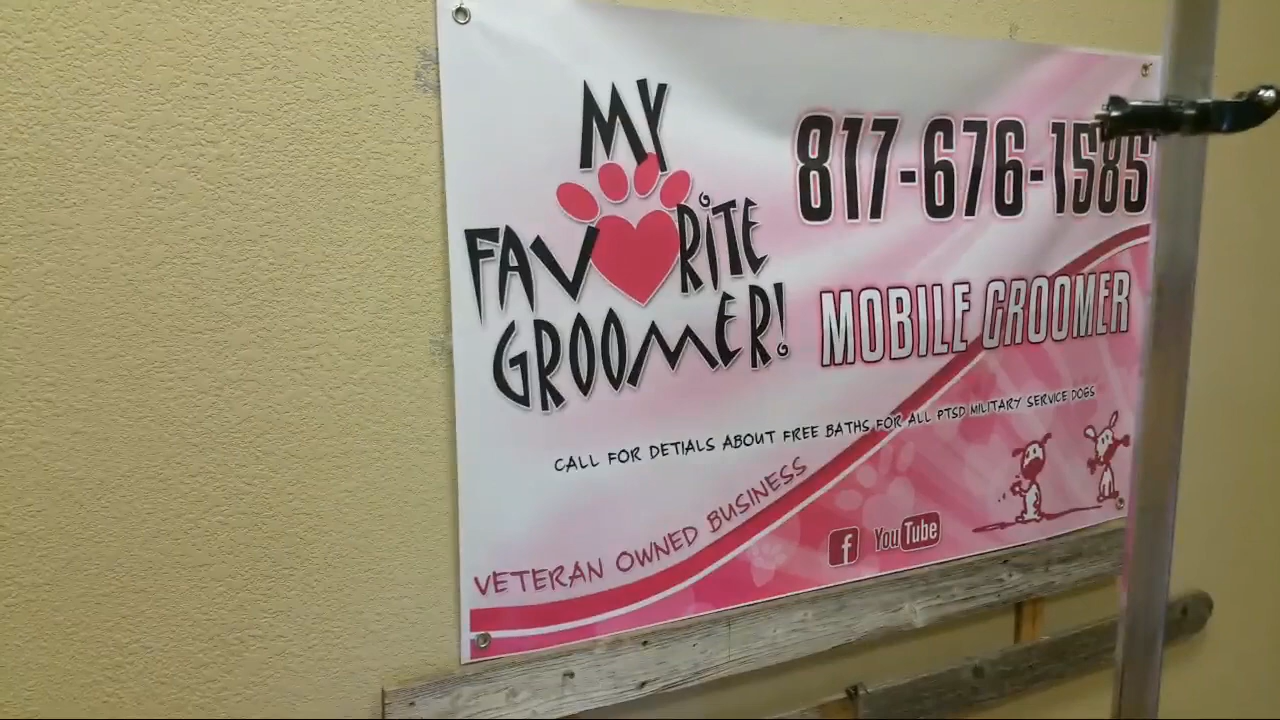 MY
FAVRITE
GROOMER!
817-676-1585
MOBILE GROOMER
CALL FOR DETIALS ABOUT FREE BATHS FOR ALL PTSD MILITARY SERVICE DOGS
VETERAN OWNED BUSINESS
f YouTube